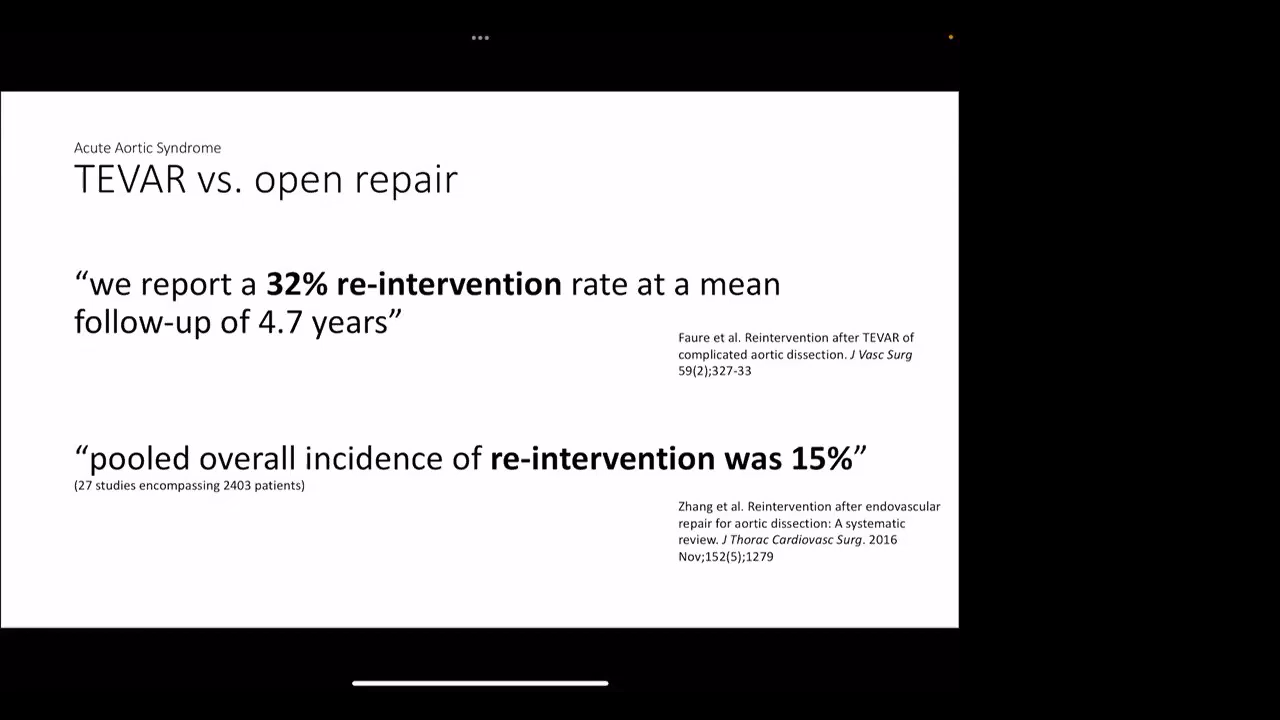 Acute Aortic Syndrome
TEVAR vs. open repair
“we report a 32% re-intervention rate at a mean
follow-up of 4.7 years”
Faure et al. Reintervention after TEVAR of
complicated aortic dissection. J Vasc Surg
59(2);327-33
“pooled overall incidence of re-intervention was 15%”
(27 studies encompassing 2403 patients)
Zhang et al. Reintervention after endovascular
repair for aortic dissection: A systematic
review. J Thorac Cardiovasc Surg. 2016
Nov;152(5);1279